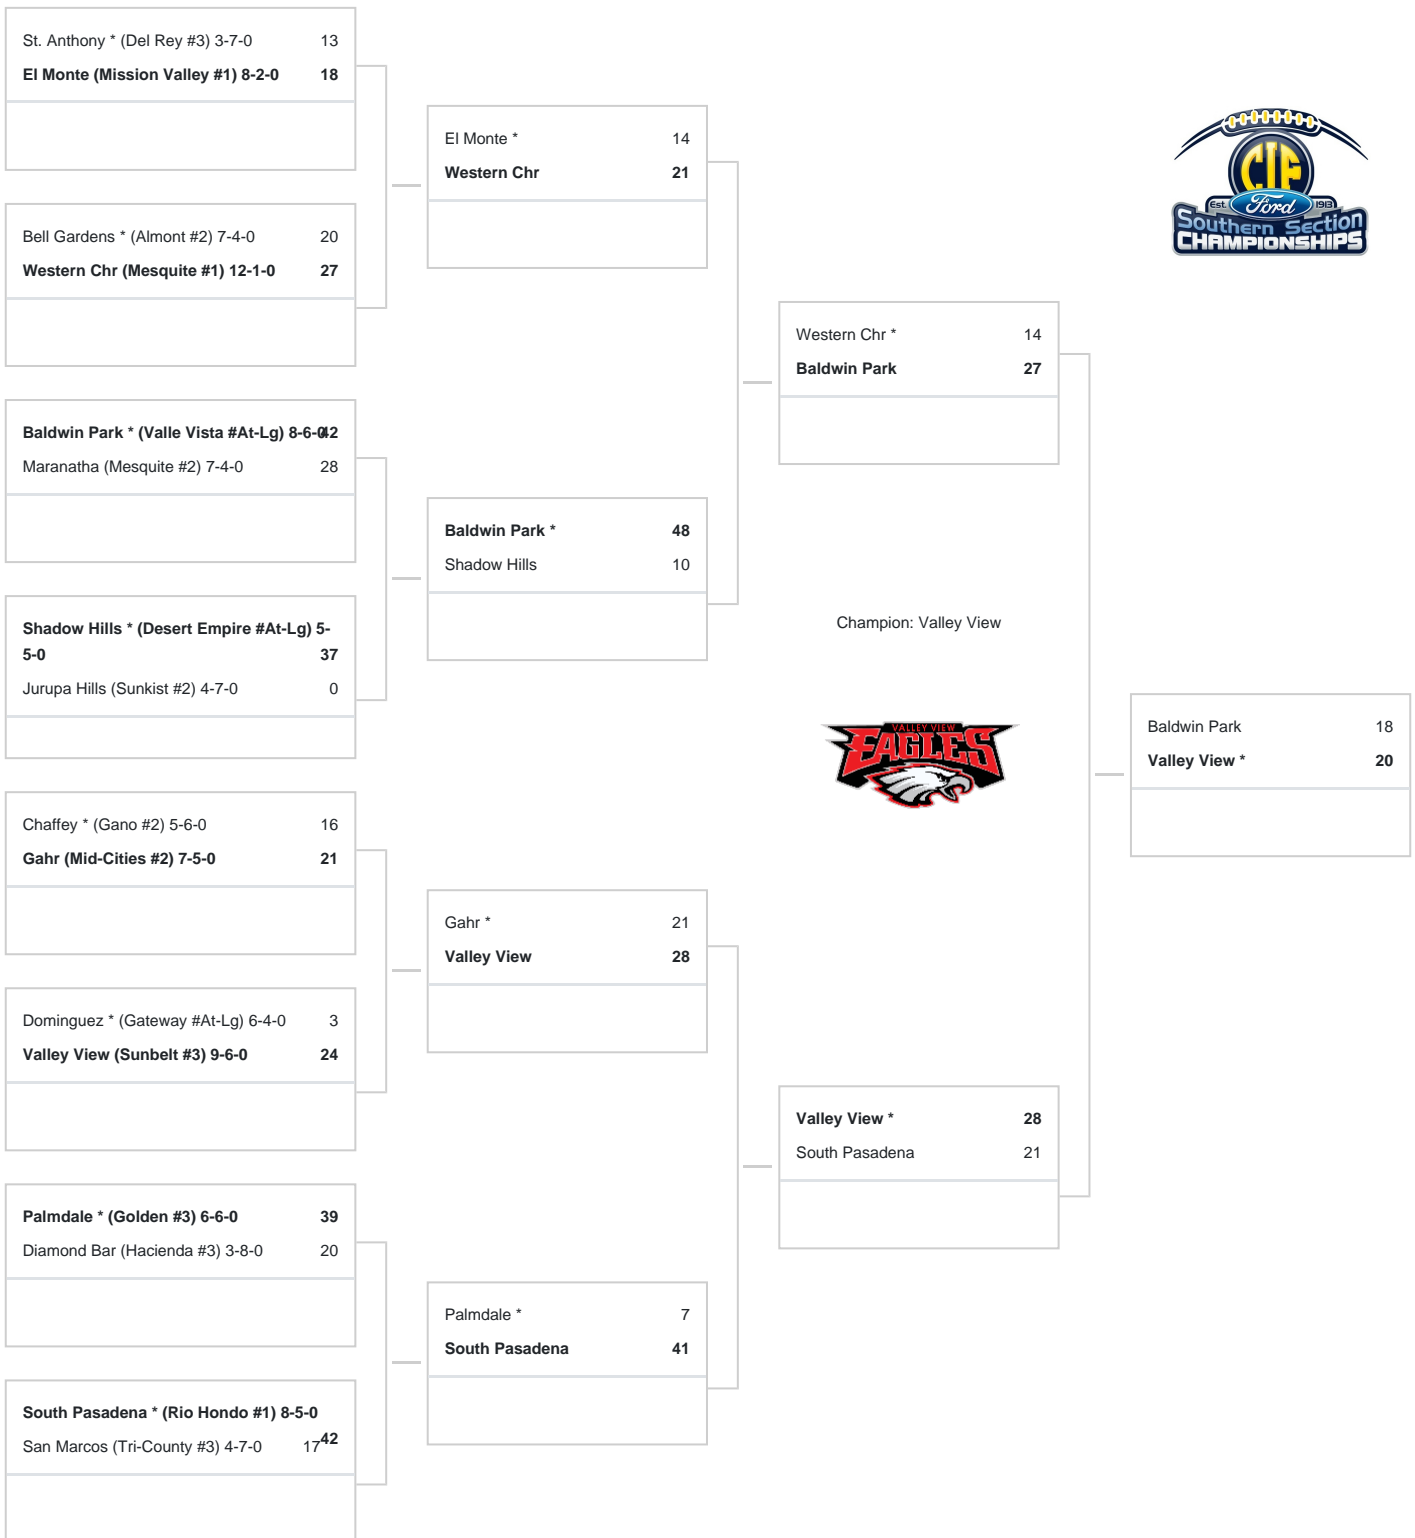 St. Anthony * (Del Rey #3) 3-7-0 13
El Monte (Mission Valley #1) 8-2-0 18
Bell Gardens * (Almont #2) 7-4-0 20
Western Chr (Mesquite #1) 12-1-0 27
Baldwin Park * (Valle Vista #At-Lg) 8-6-0 42
Maranatha (Mesquite #2) 7-4-0 28
Shadow Hills * (Desert Empire #At-Lg) 5-
5-0 37
Jurupa Hills (Sunkist #2) 4-7-0 0
Chaffey * (Gano #2) 5-6-0 16
Gahr (Mid-Cities #2) 7-5-0 21
Dominguez * (Gateway #At-Lg) 6-4-0 3
Valley View (Sunbelt #3) 9-6-0 24
Palmdale * (Golden #3) 6-6-0 39
Diamond Bar (Hacienda #3) 3-8-0 20
South Pasadena * (Rio Hondo #1) 8-5-0
42
San Marcos (Tri-County #3) 4-7-0 17
El Monte * 14
Western Chr 21
Baldwin Park * 48
Shadow Hills 10
Gahr * 21
Valley View 28
Palmdale * 7
South Pasadena 41
Western Chr * 14
Baldwin Park 27
Valley View * 28
South Pasadena 21
Champion: Valley View
VALLEY VIEW
EAGLES
Baldwin Park 18
Valley View * 20
CIF
Est. Ford 1913
Southern Section
CHAMPIONSHIPS